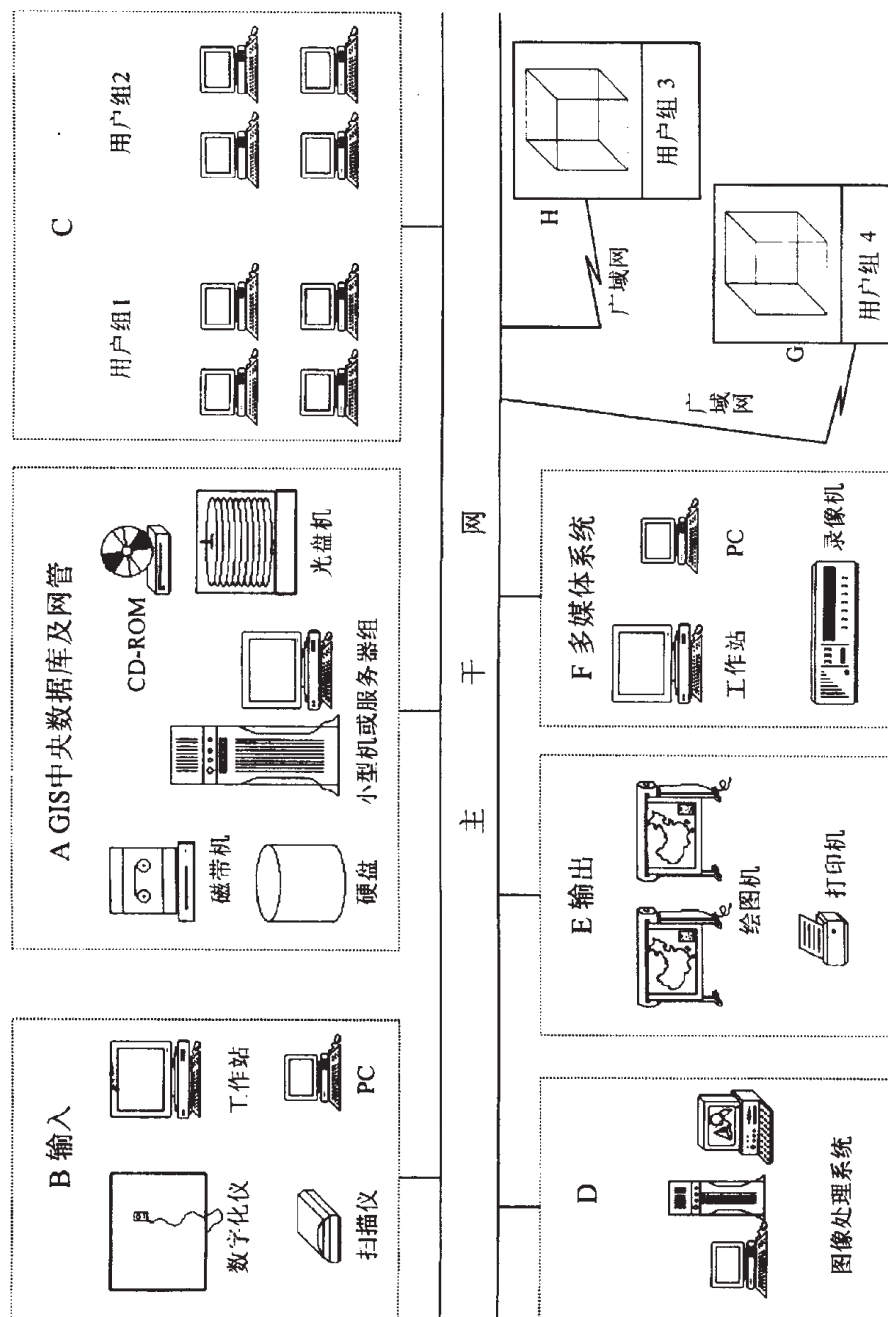 B 输入
数字化仪
工作站
扫描仪
PC
A GIS中央数据库及网管
磁带机
CD-ROM
硬盘
小型机或服务器组
光盘机
C
用户组1
用户组2
主 干 网
D
图像处理系统
E 输出
绘图机
打印机
F 多媒体系统
工作站
PC
录像机
广域网
G
用户组 4
广域网
H
用户组 3